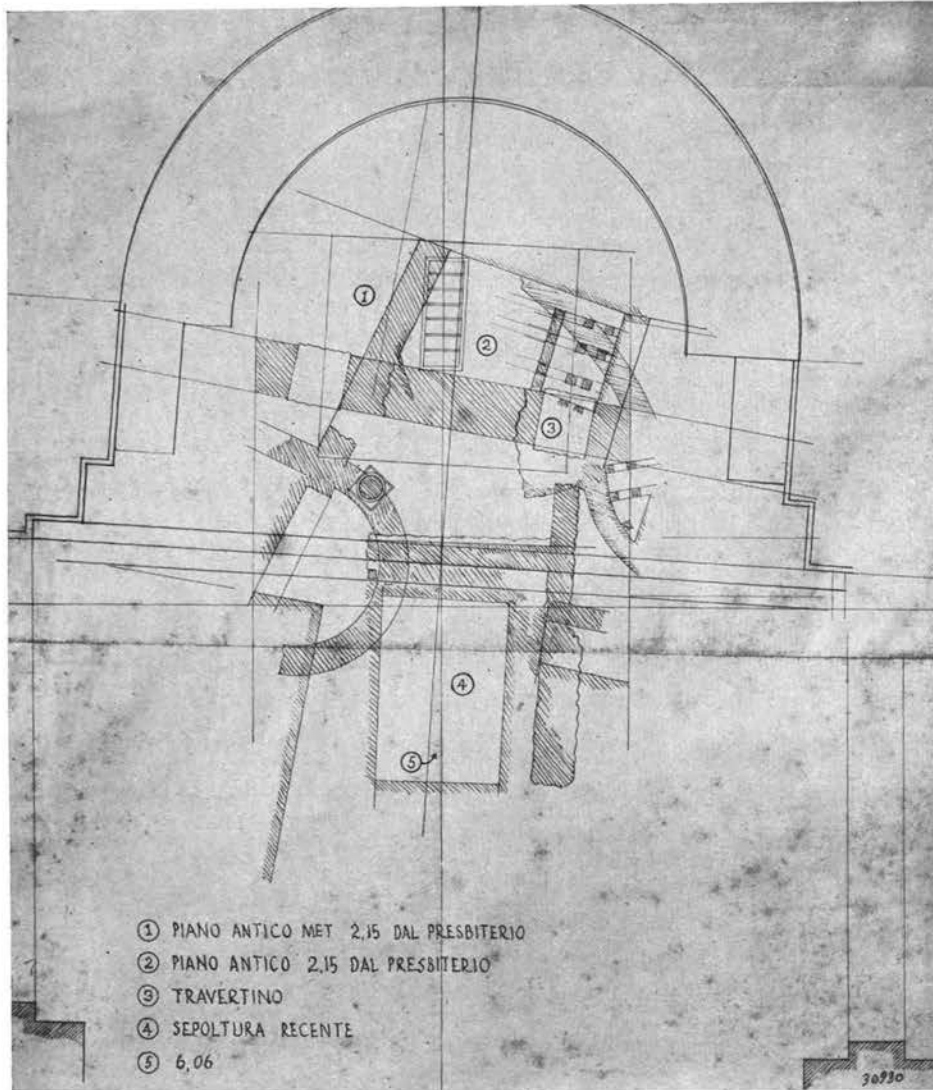 ①
②
③
④
⑤
① PIANO ANTICO MET 2,15 DAL PRESBITERIO
② PIANO ANTICO 2,15 DAL PRESBITERIO
③ TRAVERTINO
④ SEPOLTURA RECENTE
⑤ 6,06
30930